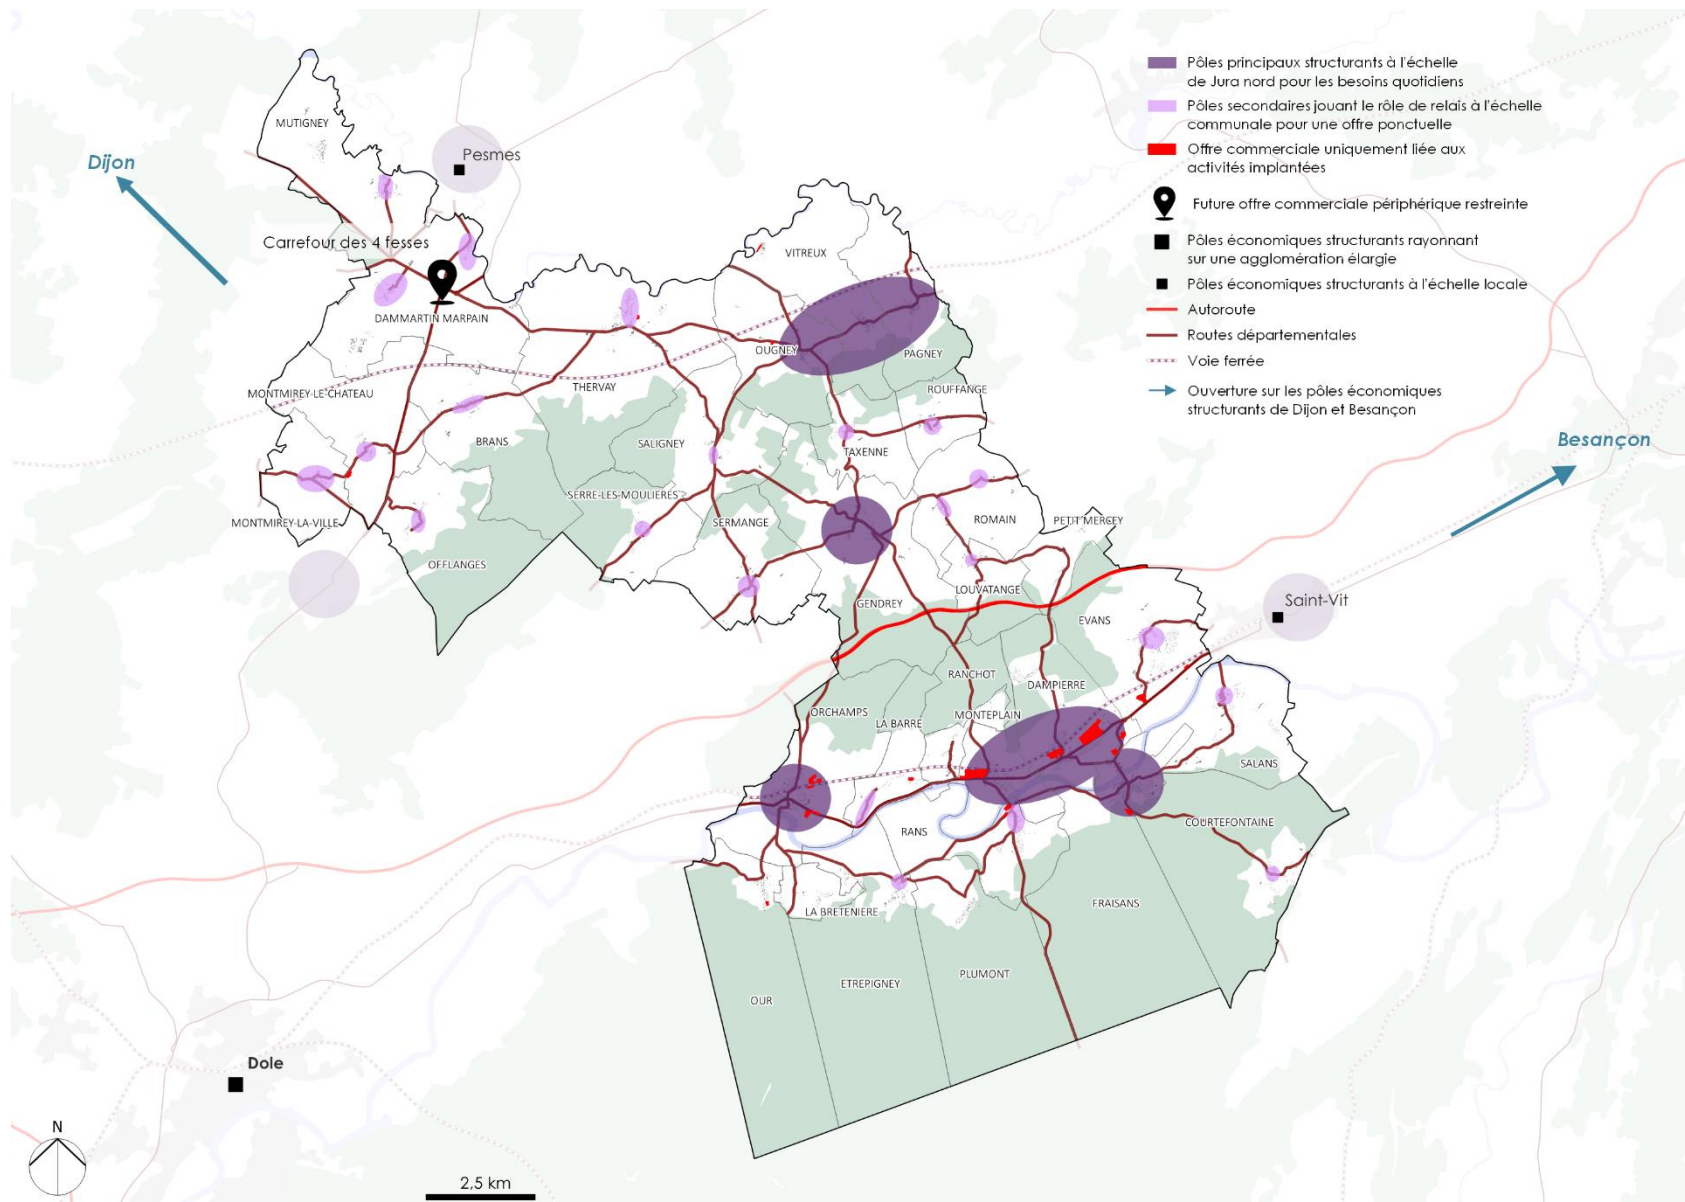 Pôles principaux structurants à l'échelle
de Jura nord pour les besoins quotidiens
Pôles secondaires jouant le rôle de relais à l'échelle
communale pour une offre ponctuelle
Offre commerciale uniquement liée aux
activités implantées
Future offre commerciale périphérique restreinte
Pôles économiques structurants rayonnant
sur une agglomération élargie
Pôles économiques structurants à l'échelle locale
Autoroute
Routes départementales
Voie ferrée
Ouverture sur les pôles économiques
structurants de Dijon et Besançon
MUTIGNEY
Pesmes
Dijon
Carrefour des 4 fesses
VITREUX
DAMMARTIN MARPAIN
OUGNEY
PAGNEY
THERVAY
ROUFFANGE
MONTMIREY-LE-CHATEAU
BRANS
SALIGNEY
TAXENNE
Besançon
SERRE-LES-MOULIERES
MONTMIREY-LA-VILLE
SERMANGE
ROMAIN
PETIT MERCEY
OFFLANGES
LOUVATANGE
GENDREY
Saint-Vit
EVANS
RANCHOT
DAMPIERRE
ORCHAMPS
MONTEPLAIN
LA BARRE
SALANS
COURTEFONTAINE
RANS
FRAISANS
LA BRETENIERE
PLUMONT
ETREPIGNEY
OUR
Dole
N
2,5 km